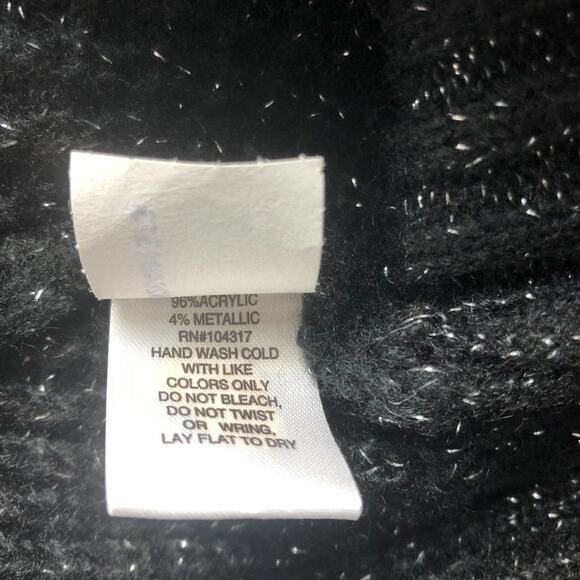 96%ACRYLIC
4% METALLIC
RN#104317
HAND WASH COLD
WITH LIKE
COLORS ONLY
DO NOT BLEACH,
DO NOT TWIST
OR WRING,
LAY FLAT TO DRY